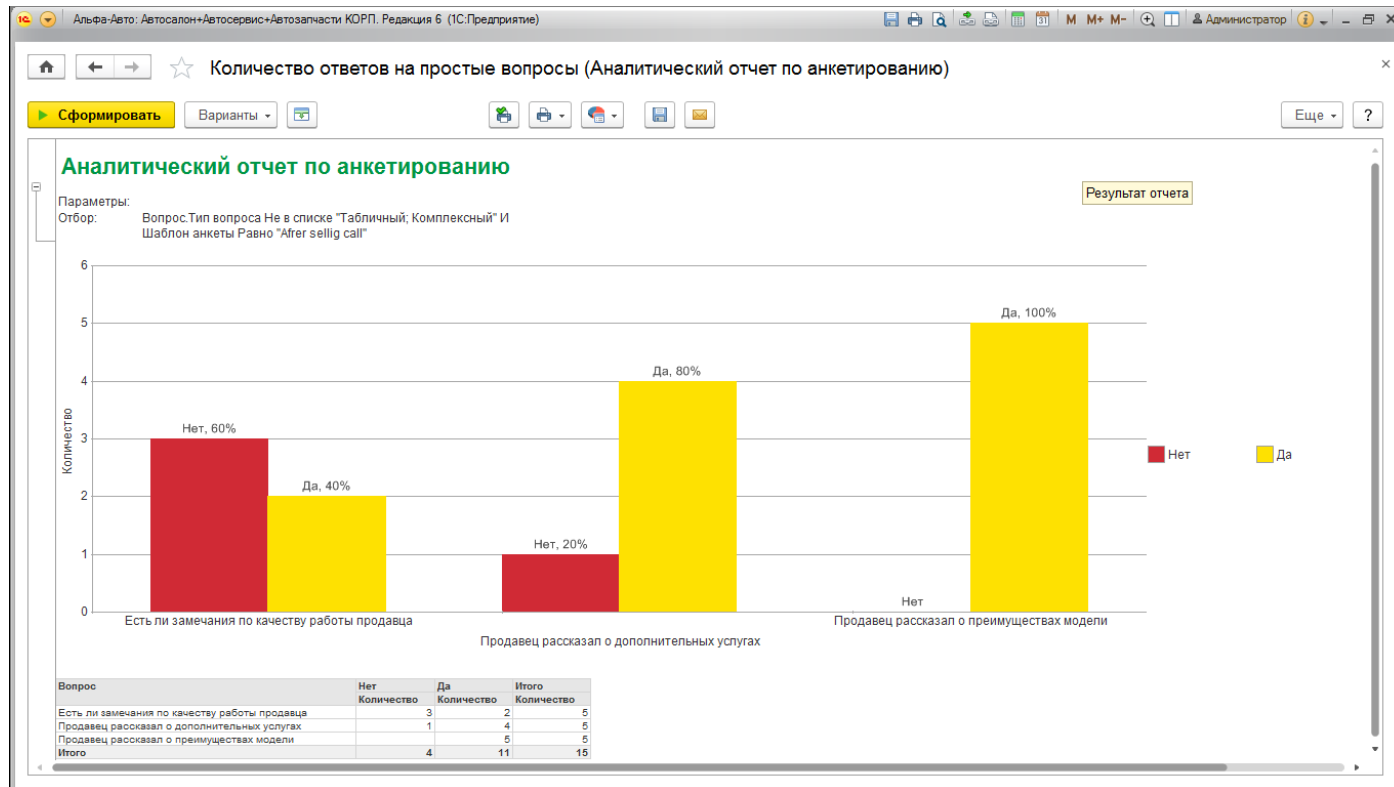 Альфа-Авто: Автосалон+Автосервис+Автозапчасти КОРП. Редакция 6 (1С:Предприятие) 31 M M+ M- Администратор
Количество ответов на простые вопросы (Аналитический отчет по анкетированию)
Сформировать Варианты Еще ?
Аналитический отчет по анкетированию
Результат отчета
Параметры:
Отбор: Вопрос.Тип вопроса Не в списке "Табличный; Комплексный" И
Шаблон анкеты Равно "Afrer sellig call"
6
Да, 100%
5
Да, 80%
4
Количество
Нет, 60%
3
Нет Да
Да, 40%
2
Нет, 20%
1
Нет
0
Есть ли замечания по качеству работы продавца Продавец рассказал о преимуществах модели
Продавец рассказал о дополнительных услугах
Вопрос Нет Да Итого
Количество Количество Количество
Есть ли замечания по качеству работы продавца 3 2 5
Продавец рассказал о дополнительных услугах 1 4 5
Продавец рассказал о преимуществах модели 5 5
Итого 4 11 15